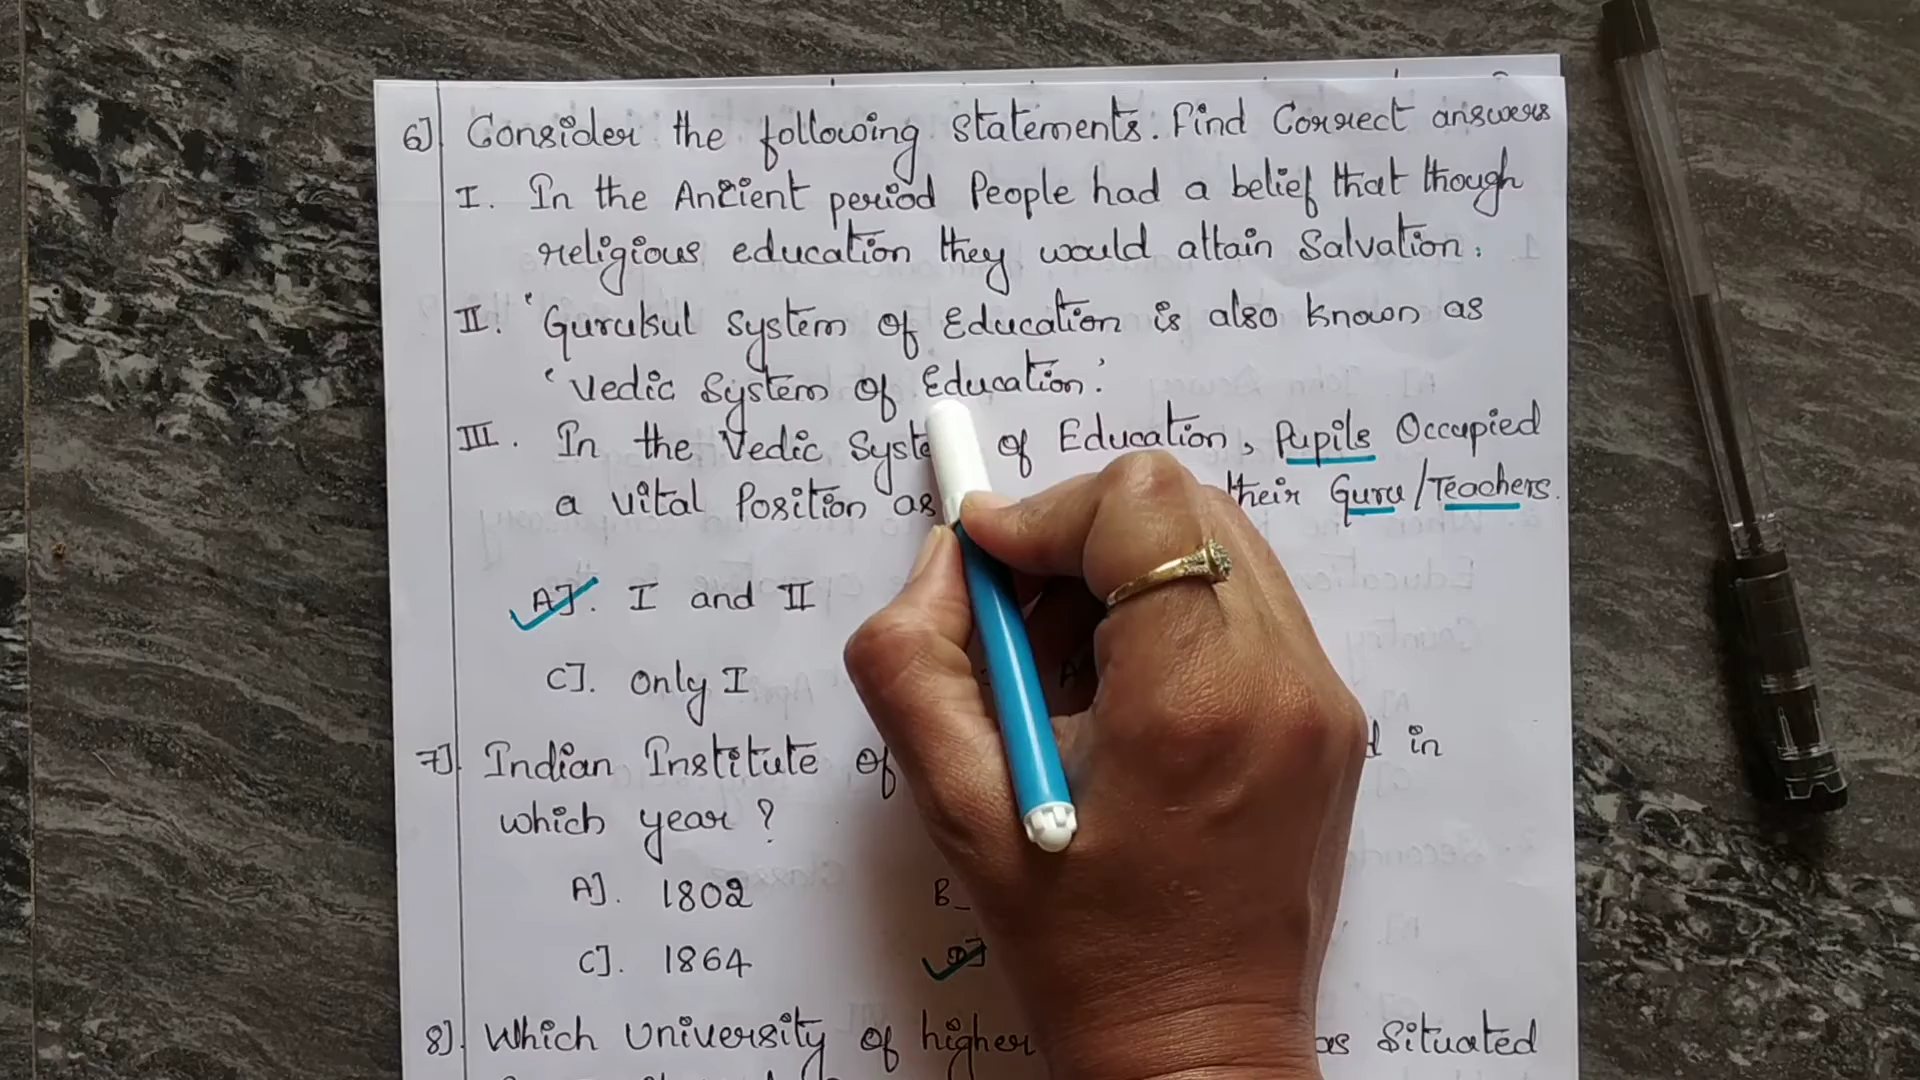 6]. Consider the following statements. Find Correct answers
I. In the Ancient period People had a belief that though
religious education they would attain Salvation.
II. 'Gurukul System of Education is also known as
'Vedic System of Education.'
III. In the Vedic Syste of Education, Pupils Occupied
a Vital Position as their Guru/Teachers.
A]. I and II
C]. Only I
7]. Indian Institute of in
which year?
A]. 1802 B
C]. 1864 D]
8]. Which University of higher as Situated